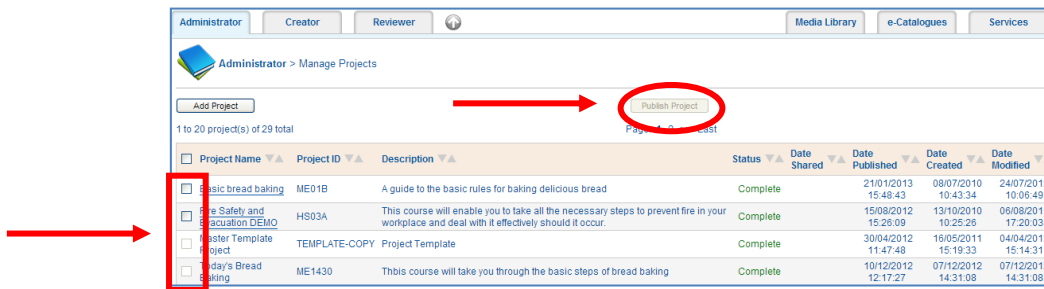 Administrator Creator Reviewer Media Library e-Catalogues Services
Administrator > Manage Projects
Add Project Publish Project
1 to 20 project(s) of 29 total Last
Project Name Project ID Description Status Date Shared Date Published Date Created Date Modified
Basic bread baking ME01B A guide to the basic rules for baking delicious bread Complete 21/01/2013 15:48:43 08/07/2010 10:43:34 24/07/201 10:06:49
Fire Safety and Evacuation DEMO HS03A This course will enable you to take all the necessary steps to prevent fire in your workplace and deal with it effectively should it occur. Complete 15/08/2012 15:26:09 13/10/2010 10:25:26 06/08/201 17:20:03
Master Template Project TEMPLATE-COPY Project Template Complete 30/04/2012 11:47:48 16/05/2011 15:19:33 04/04/201 15:14:31
Today's Bread Baking ME1430 Thbis course will take you through the basic steps of bread baking Complete 10/12/2012 12:17:27 07/12/2012 14:31:08 07/12/201 14:31:08